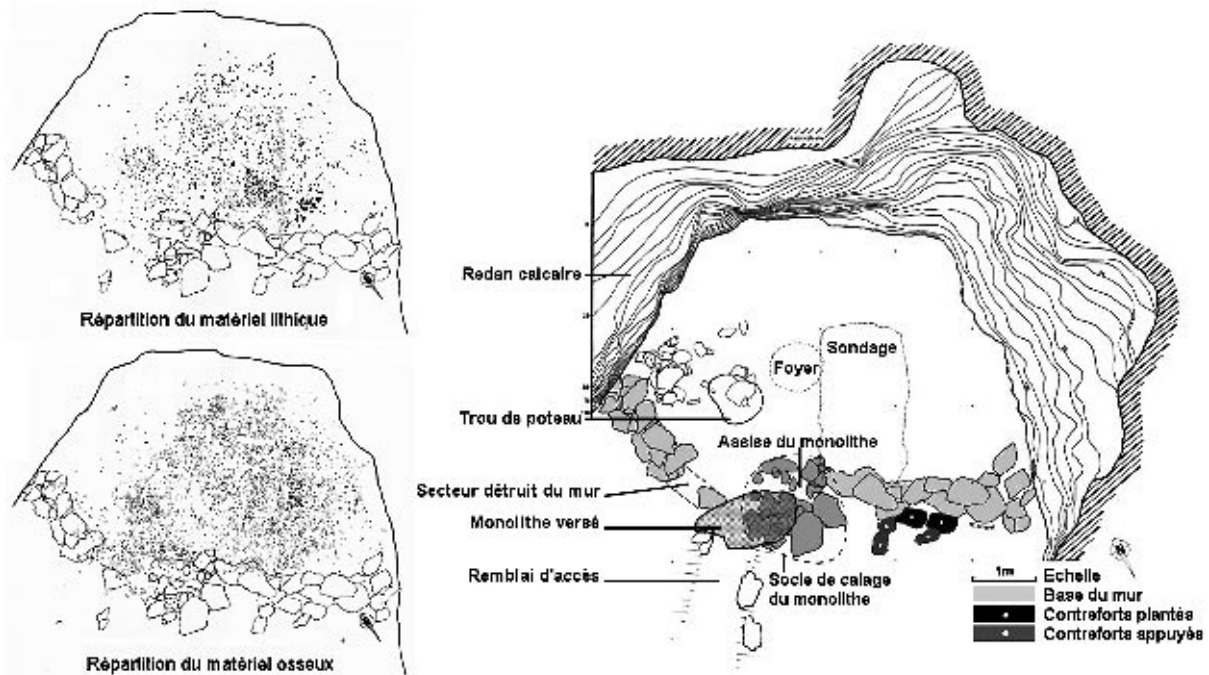 Répartition du matériel lithique
Répartition du matériel osseux
Redan calcaire
Sondage
Foyer
Trou de poteau
Assise du monolithe
Secteur détruit du mur
Monolithe versé
Remblai d'accès
Socle de calage
du monolithe
1m
Echelle
Base du mur
Contreforts plantés
Contreforts appuyés